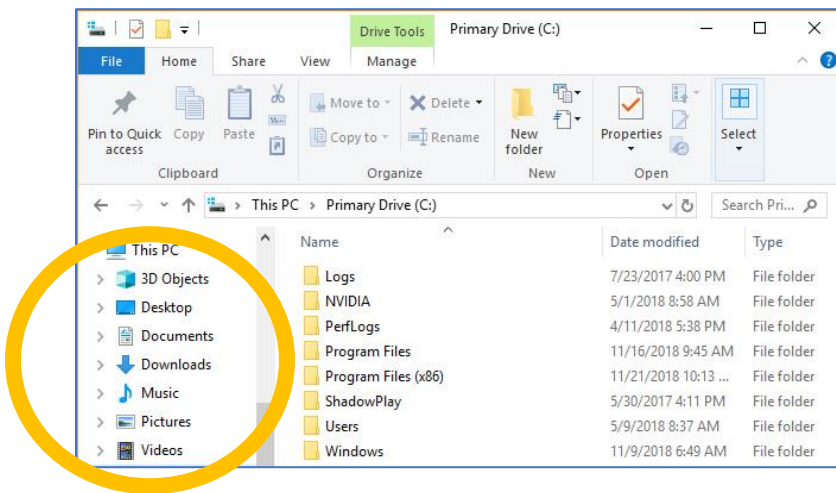 Drive Tools Primary Drive (C:)
File Home Share View Manage
Pin to Quick access
Copy
Paste
Clipboard
Move to
Copy to
Delete
Rename
Organize
New folder
New
Properties
Open
Select
This PC > Primary Drive (C:)
Search Pri...
This PC
3D Objects
Desktop
Documents
Downloads
Music
Pictures
Videos
Name Date modified Type
Logs 7/23/2017 4:00 PM File folder
NVIDIA 5/1/2018 8:58 AM File folder
PerfLogs 4/11/2018 5:38 PM File folder
Program Files 11/16/2018 9:45 AM File folder
Program Files (x86) 11/21/2018 10:13 ... File folder
ShadowPlay 5/30/2017 4:11 PM File folder
Users 5/9/2018 8:37 AM File folder
Windows 11/9/2018 6:49 AM File folder